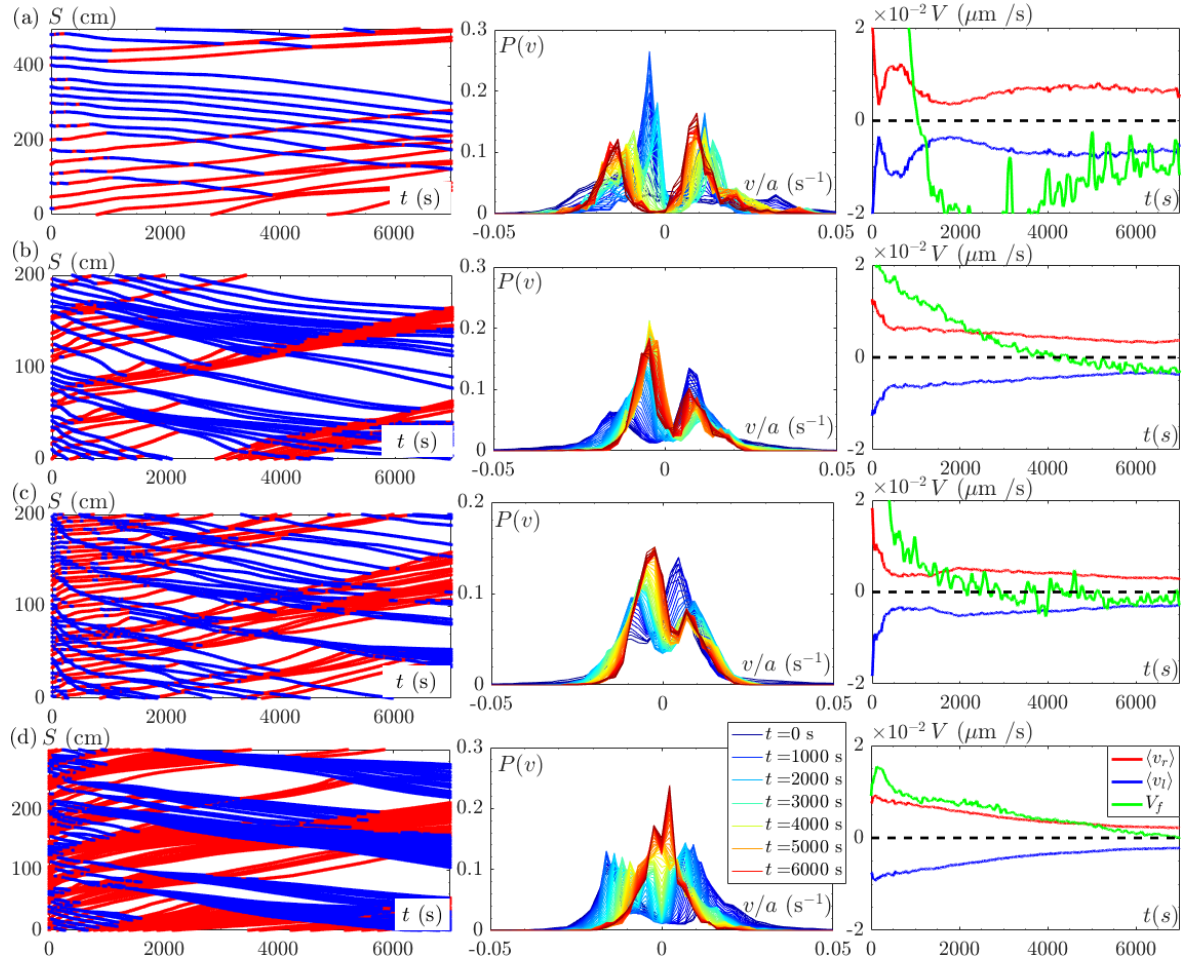 (a) S (cm)
400
200
0
0 2000 4000 6000
t (s)
0.3
0.2
0.1
0
-0.05 0 0.05
P(v)
v/a (s⁻¹)
×10⁻² V (μm /s)
2
0
-2
0 2000 4000 6000
t(s)
(b) S (cm)
200
100
0
0 2000 4000 6000
t (s)
0.3
0.2
0.1
0
-0.05 0 0.05
P(v)
v/a (s⁻¹)
×10⁻² V (μm /s)
2
0
-2
0 2000 4000 6000
t(s)
(c) S (cm)
200
100
0
0 2000 4000 6000
t (s)
0.2
0.1
0
-0.05 0 0.05
P(v)
v/a (s⁻¹)
×10⁻² V (μm /s)
2
0
-2
0 2000 4000 6000
t(s)
(d) S (cm)
200
100
0
0 2000 4000 6000
t (s)
0.3
0.2
0.1
0
-0.05 0 0.05
P(v)
v/a (s⁻¹)
t =0 s
t =1000 s
t =2000 s
t =3000 s
t =4000 s
t =5000 s
t =6000 s
×10⁻² V (μm /s)
2
0
-2
0 2000 4000 6000
t(s)
⟨v_r⟩
⟨v_l⟩
V_f